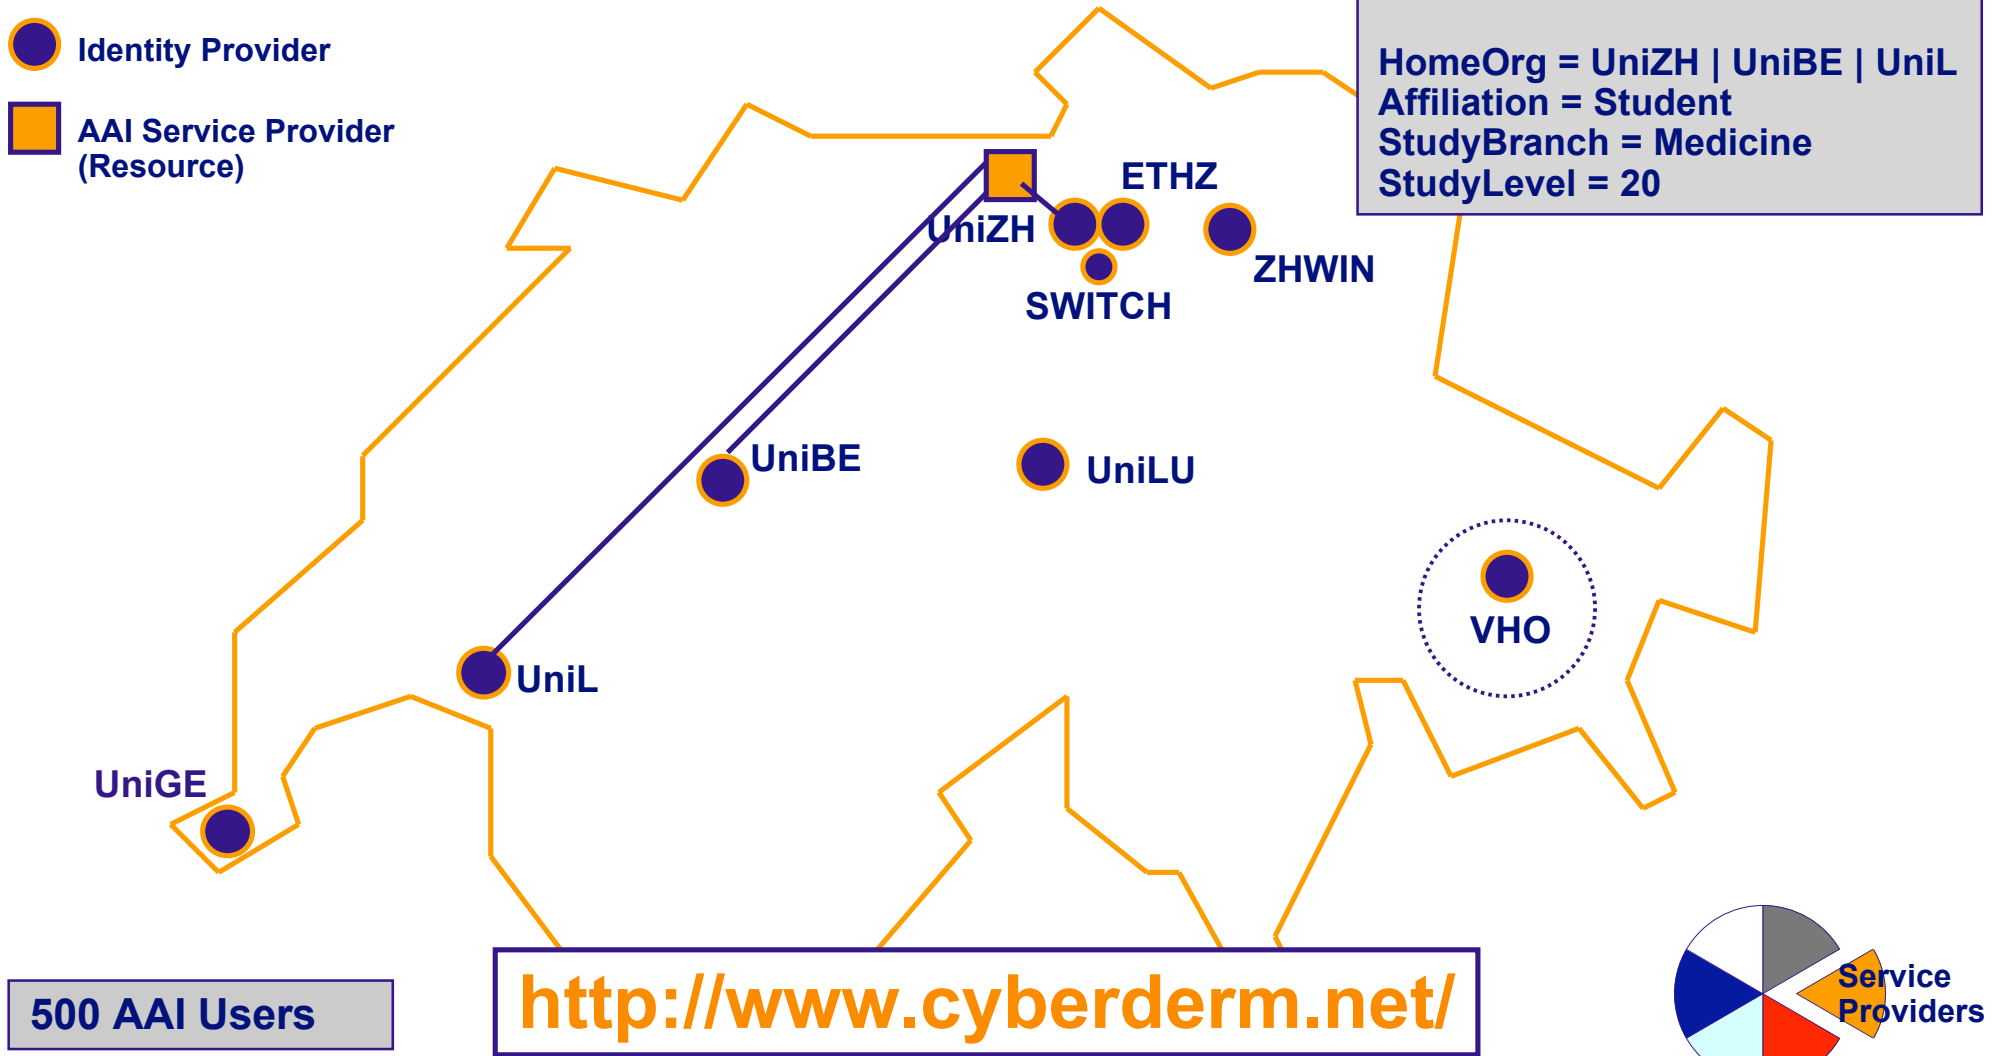 Identity Provider
AAI Service Provider
(Resource)
HomeOrg = UniZH | UniBE | UniL
Affiliation = Student
StudyBranch = Medicine
StudyLevel = 20
ETHZ
UniZH
ZHWIN
SWITCH
UniBE
UniLU
VHO
UniL
UniGE
500 AAI Users
http://www.cyberderm.net/
Service
Providers